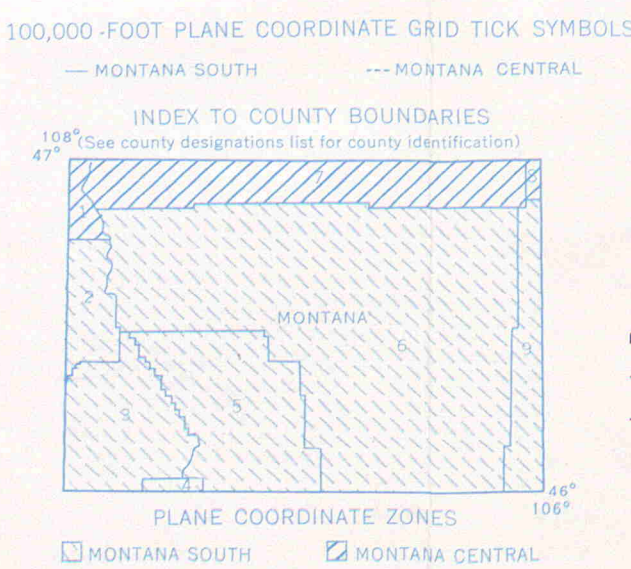 100,000-FOOT PLANE COORDINATE GRID TICK SYMBOLS
— MONTANA SOUTH --- MONTANA CENTRAL
INDEX TO COUNTY BOUNDARIES
108° (See county designations list for county identification)
47°
7 8
1
2
MONTANA
6 9
3 5
4
46°
106°
PLANE COORDINATE ZONES
MONTANA SOUTH MONTANA CENTRAL